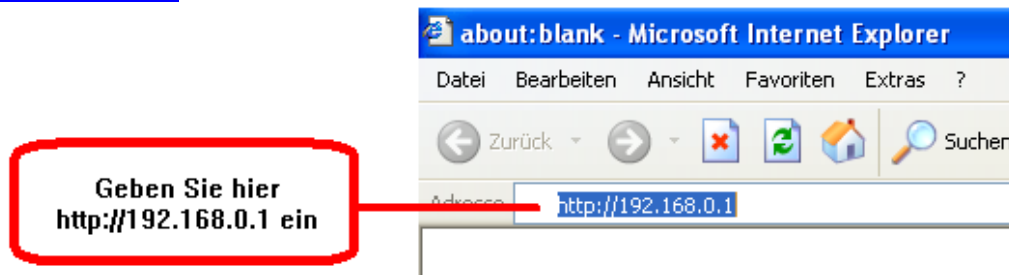 about:blank - Microsoft Internet Explorer
Datei Bearbeiten Ansicht Favoriten Extras ?
Zurück Suchen
Geben Sie hier
http://192.168.0.1 ein
Adresse http://192.168.0.1